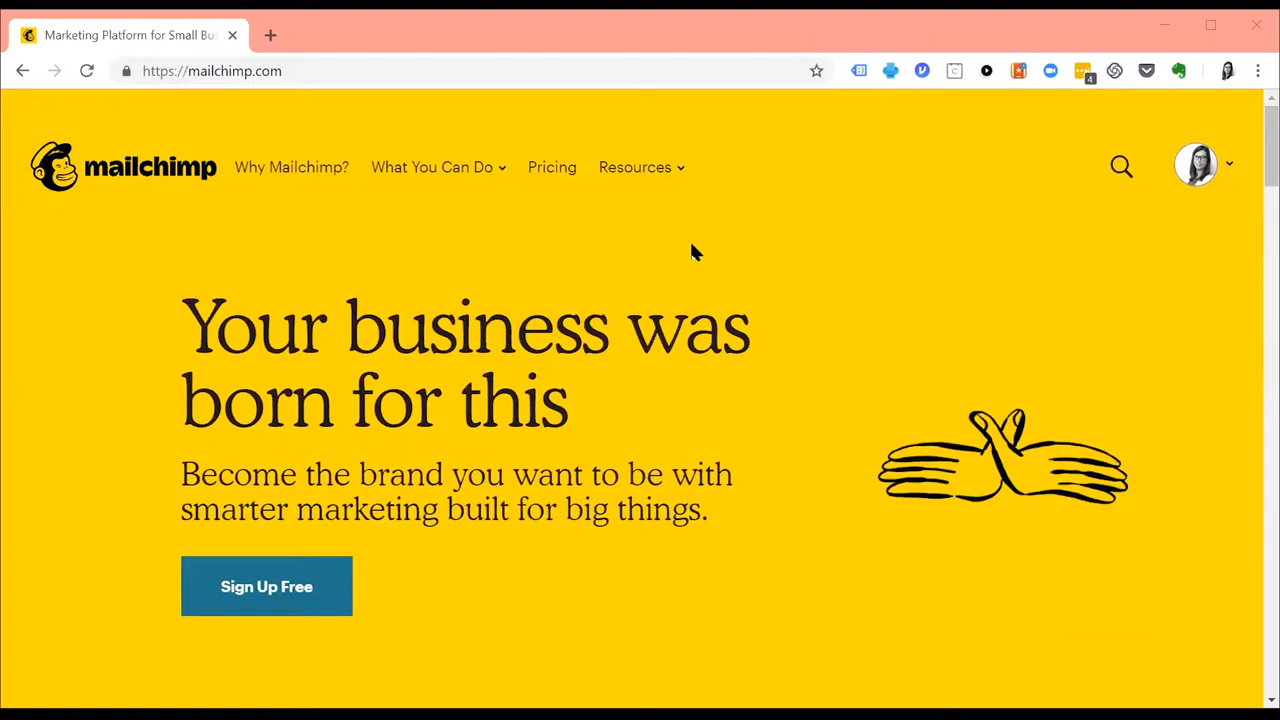 Marketing Platform for Small Bus
https://mailchimp.com
4
mailchimp Why Mailchimp? What You Can Do Pricing Resources
Your business was
born for this
Become the brand you want to be with
smarter marketing built for big things.
Sign Up Free